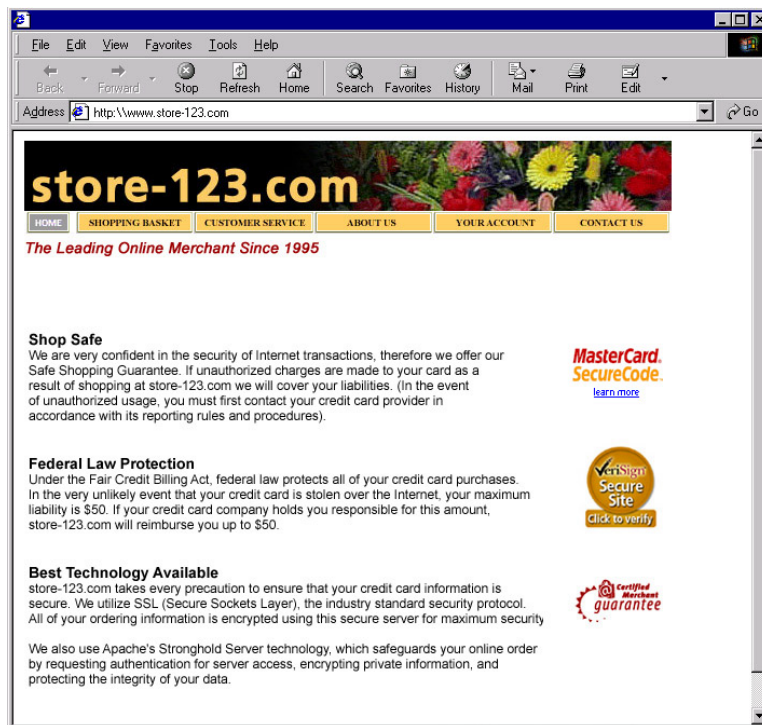 File Edit View Favorites Tools Help
Back Forward Stop Refresh Home Search Favorites History Mail Print Edit
Address http:\\www.store-123.com Go
store-123.com
HOME SHOPPING BASKET CUSTOMER SERVICE ABOUT US YOUR ACCOUNT CONTACT US
The Leading Online Merchant Since 1995
Shop Safe
We are very confident in the security of Internet transactions, therefore we offer our
Safe Shopping Guarantee. If unauthorized charges are made to your card as a
result of shopping at store-123.com we will cover your liabilities. (In the event
of unauthorized usage, you must first contact your credit card provider in
accordance with its reporting rules and procedures).
MasterCard.
SecureCode.
learn more
Federal Law Protection
Under the Fair Credit Billing Act, federal law protects all of your credit card purchases.
In the very unlikely event that your credit card is stolen over the Internet, your maximum
liability is $50. If your credit card company holds you responsible for this amount,
store-123.com will reimburse you up to $50.
VeriSign
Secure
Site
Click to verify
Best Technology Available
store-123.com takes every precaution to ensure that your credit card information is
secure. We utilize SSL (Secure Sockets Layer), the industry standard security protocol.
All of your ordering information is encrypted using this secure server for maximum security
Certified
Merchant
guarantee
We also use Apache's Stronghold Server technology, which safeguards your online order
by requesting authentication for server access, encrypting private information, and
protecting the integrity of your data.